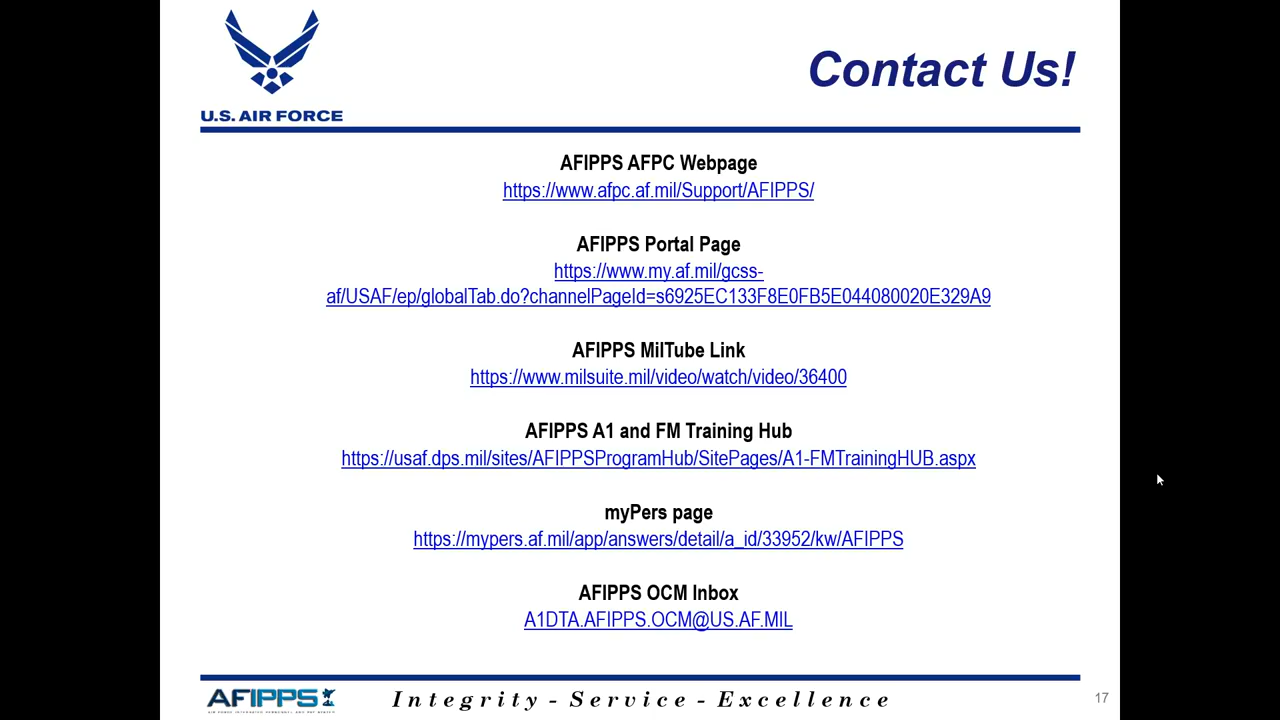 Contact Us!
U.S. AIR FORCE
AFIPPS AFPC Webpage
https://www.afpc.af.mil/Support/AFIPPS/
AFIPPS Portal Page
https://www.my.af.mil/gcss-
af/USAF/ep/globalTab.do?channelPageId=s6925EC133F8E0FB5E044080020E329A9
AFIPPS MilTube Link
https://www.milsuite.mil/video/watch/video/36400
AFIPPS A1 and FM Training Hub
https://usaf.dps.mil/sites/AFIPPSProgramHub/SitePages/A1-FMTrainingHUB.aspx
myPers page
https://mypers.af.mil/app/answers/detail/a_id/33952/kw/AFIPPS
AFIPPS OCM Inbox
A1DTA.AFIPPS.OCM@US.AF.MIL
AFIPPS
Integrity - Service - Excellence
17